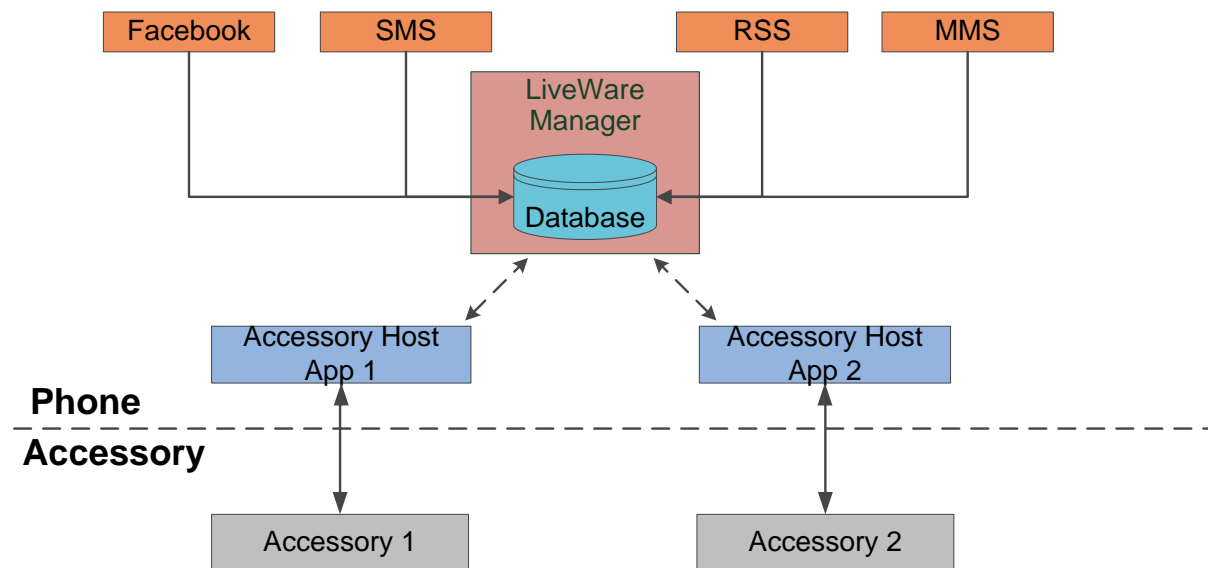 Facebook
SMS
RSS
MMS
LiveWare
Manager
Database
Accessory Host
App 1
Accessory Host
App 2
Phone
Accessory
Accessory 1
Accessory 2